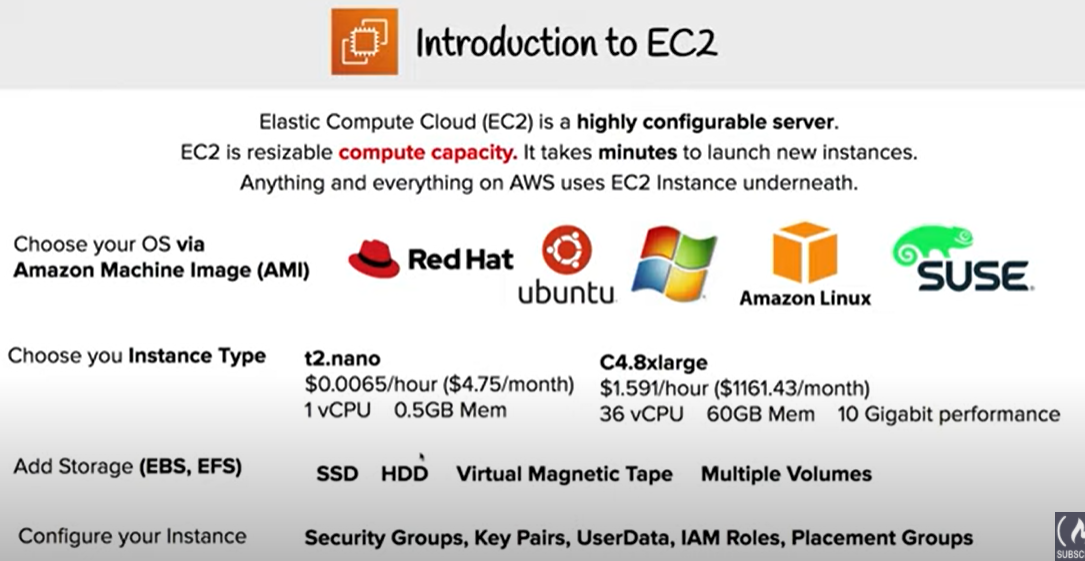 Introduction to EC2
Elastic Compute Cloud (EC2) is a highly configurable server.
EC2 is resizable compute capacity. It takes minutes to launch new instances.
Anything and everything on AWS uses EC2 Instance underneath.
Choose your OS via
Amazon Machine Image (AMI)
Red Hat
ubuntu
Amazon Linux
SUSE
Choose you Instance Type
t2.nano
$0.0065/hour ($4.75/month)
1 vCPU 0.5GB Mem
C4.8xlarge
$1.591/hour ($1161.43/month)
36 vCPU 60GB Mem 10 Gigabit performance
Add Storage (EBS, EFS)
SSD HDD Virtual Magnetic Tape Multiple Volumes
Configure your Instance
Security Groups, Key Pairs, UserData, IAM Roles, Placement Groups
SUBSC